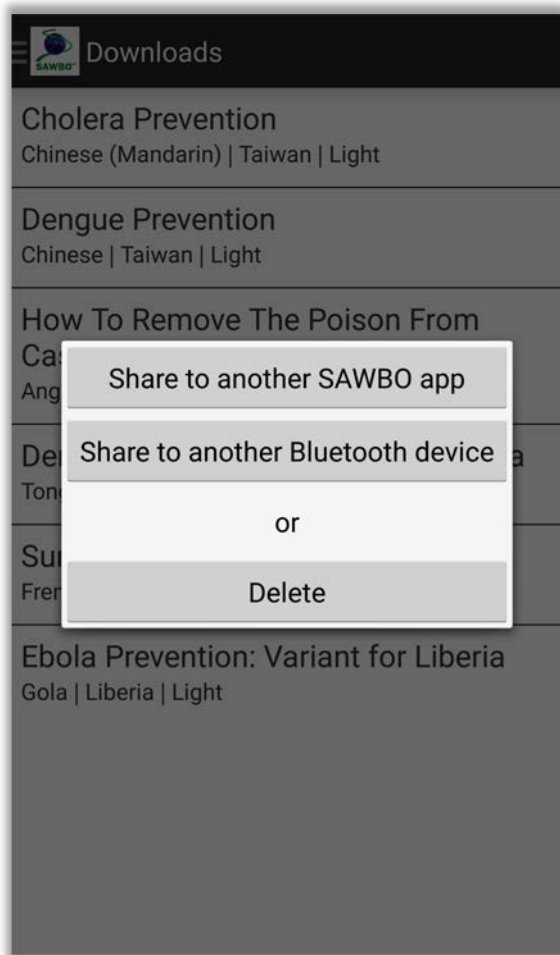 SAWBO
Downloads
Cholera Prevention
Chinese (Mandarin) | Taiwan | Light
Dengue Prevention
Chinese | Taiwan | Light
How To Remove The Poison From
Share to another SAWBO app
Share to another Bluetooth device
or
Delete
Ebola Prevention: Variant for Liberia
Gola | Liberia | Light